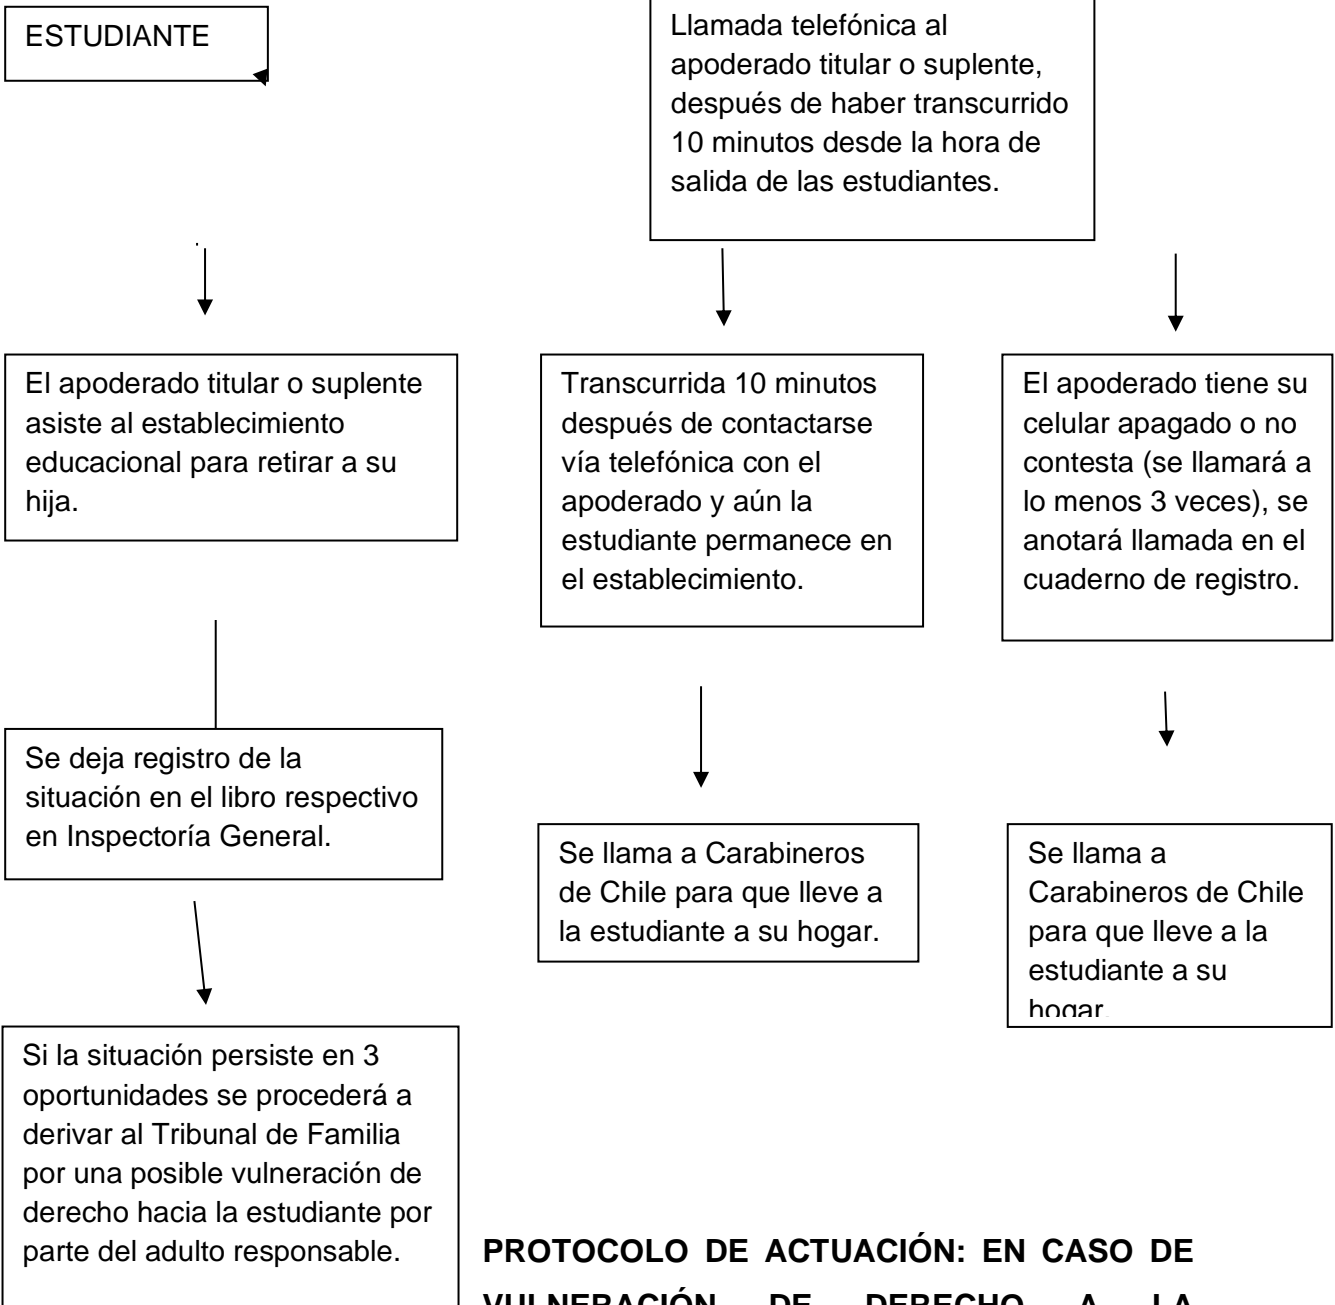 ESTUDIANTE
Llamada telefónica al
apoderado titular o suplente,
después de haber transcurrido
10 minutos desde la hora de
salida de las estudiantes.
El apoderado titular o suplente
asiste al establecimiento
educacional para retirar a su
hija.
Transcurrida 10 minutos
después de contactarse
vía telefónica con el
apoderado y aún la
estudiante permanece en
el establecimiento.
El apoderado tiene su
celular apagado o no
contesta (se llamará a
lo menos 3 veces), se
anotará llamada en el
cuaderno de registro.
Se deja registro de la
situación en el libro respectivo
en Inspectoría General.
Se llama a Carabineros
de Chile para que lleve a
la estudiante a su hogar.
Se llama a
Carabineros de Chile
para que lleve a la
estudiante a su
hogar.
Si la situación persiste en 3
oportunidades se procederá a
derivar al Tribunal de Familia
por una posible vulneración de
derecho hacia la estudiante por
parte del adulto responsable.
PROTOCOLO DE ACTUACIÓN: EN CASO DE
VULNERACIÓN DE DERECHO A LA